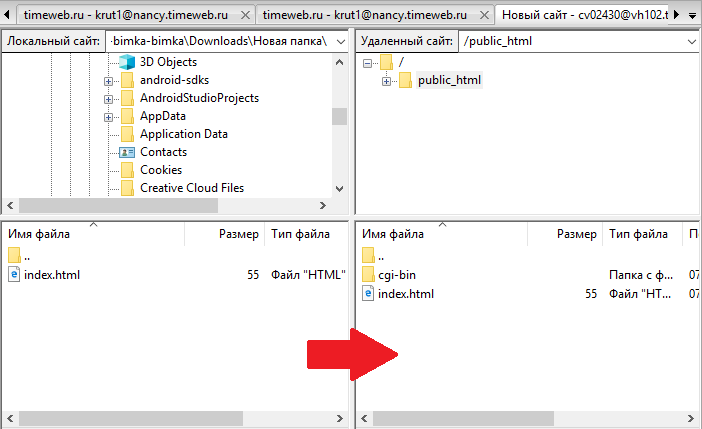 timeweb.ru - krut1@nancy.timeweb.ru
timeweb.ru - krut1@nancy.timeweb.ru
Новый сайт - cv02430@vh102.t
Локальный сайт:
-bimka-bimka\Downloads\Новая папка\
3D Objects
android-sdks
AndroidStudioProjects
AppData
Application Data
Contacts
Cookies
Creative Cloud Files
Удаленный сайт:
/public_html
/
public_html
Имя файла Размер Тип файла
..
index.html 55 Файл "HTML"
Имя файла Размер Тип файла П
..
cgi-bin Папка с ф... 07
index.html 55 Файл "HT... 07